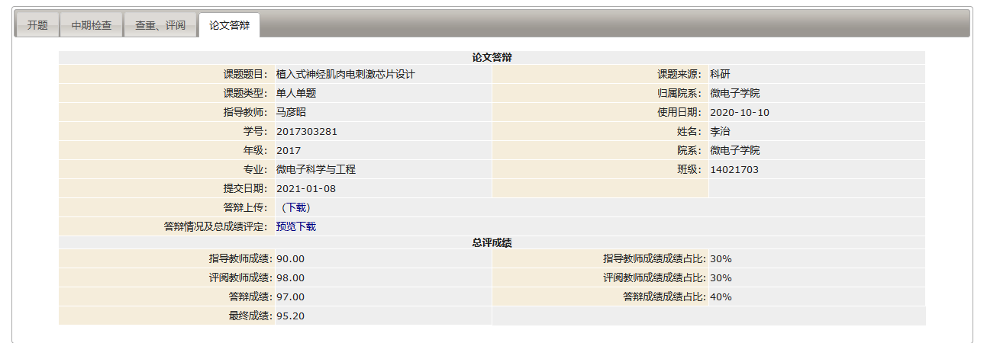 开题 中期检查 查重、评阅 论文答辩
论文答辩
课题题目: 植入式神经肌肉电刺激芯片设计 课题来源: 科研
课题类型: 单人单题 归属院系: 微电子学院
指导教师: 马彦昭 使用日期: 2020-10-10
学号: 2017303281 姓名: 李治
年级: 2017 院系: 微电子学院
专业: 微电子科学与工程 班级: 14021703
提交日期: 2021-01-08
答辩上传: （下载）
答辩情况及总成绩评定: 预览下载
总评成绩
指导教师成绩: 90.00 指导教师成绩成绩占比: 30%
评阅教师成绩: 98.00 评阅教师成绩成绩占比: 30%
答辩成绩: 97.00 答辩成绩成绩占比: 40%
最终成绩: 95.20